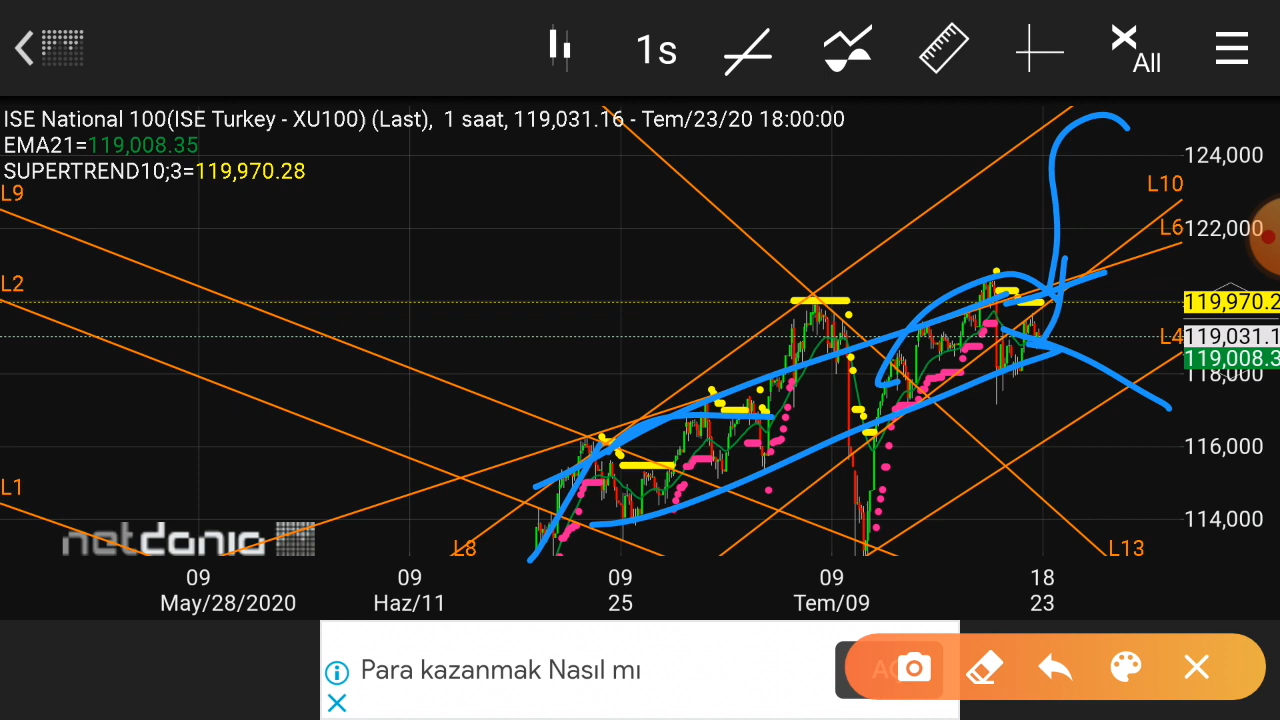 1s
All
ISE National 100(ISE Turkey - XU100) (Last), 1 saat, 119,031.16 - Tem/23/20 18:00:00
EMA21=119,008.35
SUPERTREND10;3=119,970.28
124,000
L9
L10
L6
122,000
L2
119,970.2
L4
119,031.1
119,008.3
118,000
116,000
L1
114,000
netdania
L8
L13
09
09
09
09
18
May/28/2020
Haz/11
25
Tem/09
23
Para kazanmak Nasıl mı